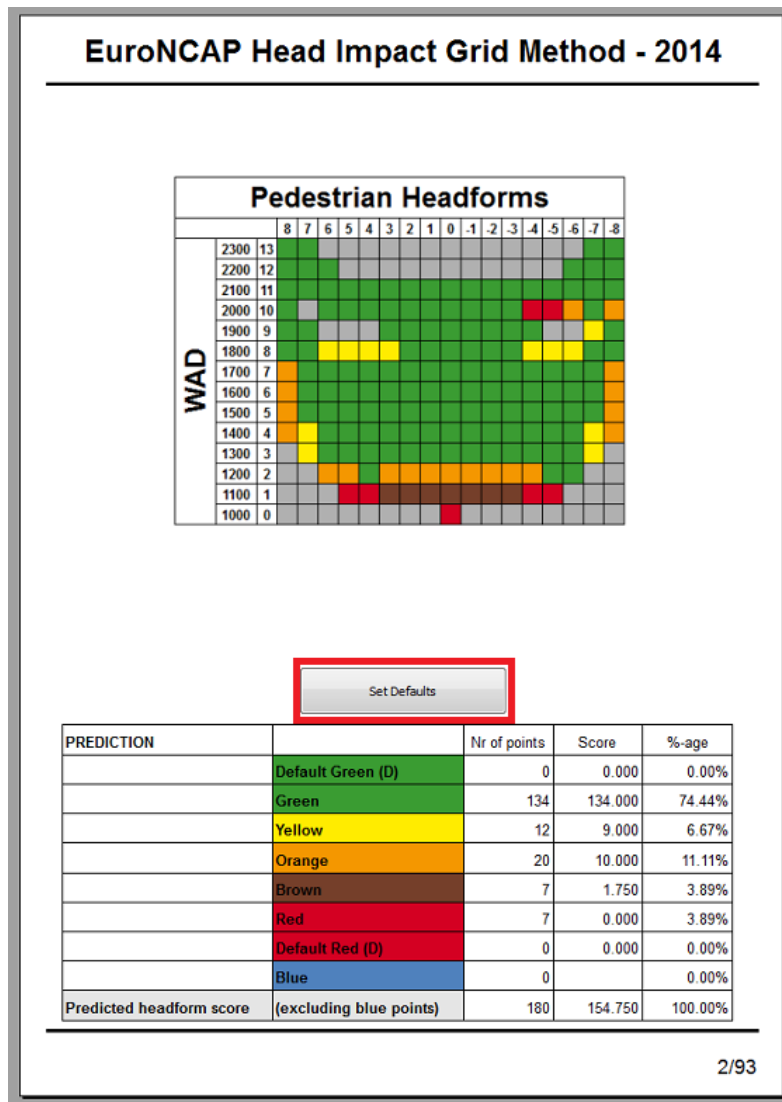 EuroNCAP Head Impact Grid Method - 2014
Pedestrian Headforms
8 7 6 5 4 3 2 1 0 -1 -2 -3 -4 -5 -6 -7 -8
WAD
2300 13
2200 12
2100 11
2000 10
1900 9
1800 8
1700 7
1600 6
1500 5
1400 4
1300 3
1200 2
1100 1
1000 0
Set Defaults
PREDICTION Nr of points Score %-age
Default Green (D) 0 0.000 0.00%
Green 134 134.000 74.44%
Yellow 12 9.000 6.67%
Orange 20 10.000 11.11%
Brown 7 1.750 3.89%
Red 7 0.000 3.89%
Default Red (D) 0 0.000 0.00%
Blue 0 0.00%
Predicted headform score (excluding blue points) 180 154.750 100.00%
2/93